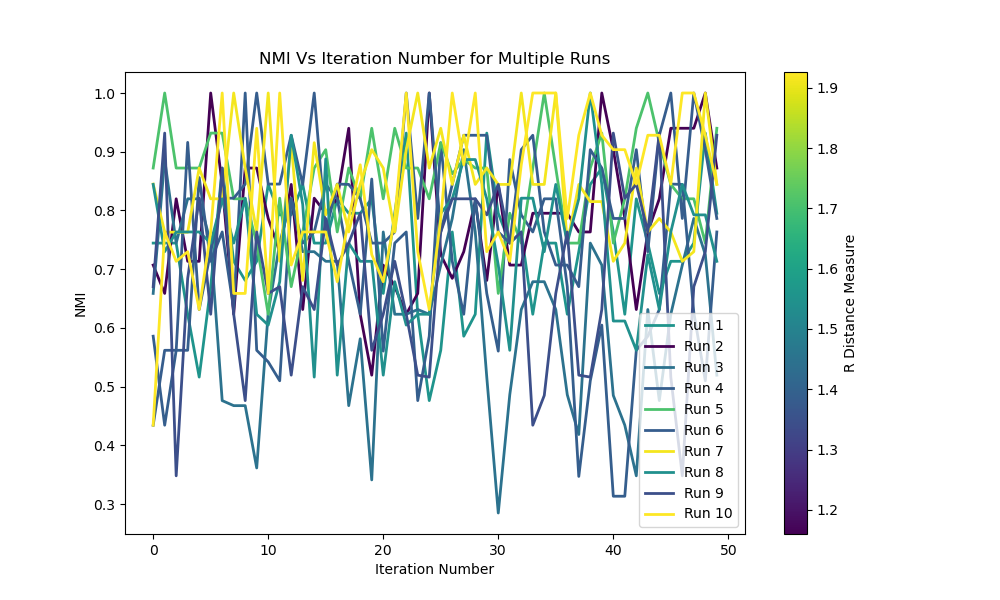 NMI Vs Iteration Number for Multiple Runs
NMI
1.0
0.9
0.8
0.7
0.6
0.5
0.4
0.3
0
10
20
30
40
50
Iteration Number
Run 1
Run 2
Run 3
Run 4
Run 5
Run 6
Run 7
Run 8
Run 9
Run 10
1.9
1.8
1.7
1.6
1.5
1.4
1.3
1.2
R Distance Measure